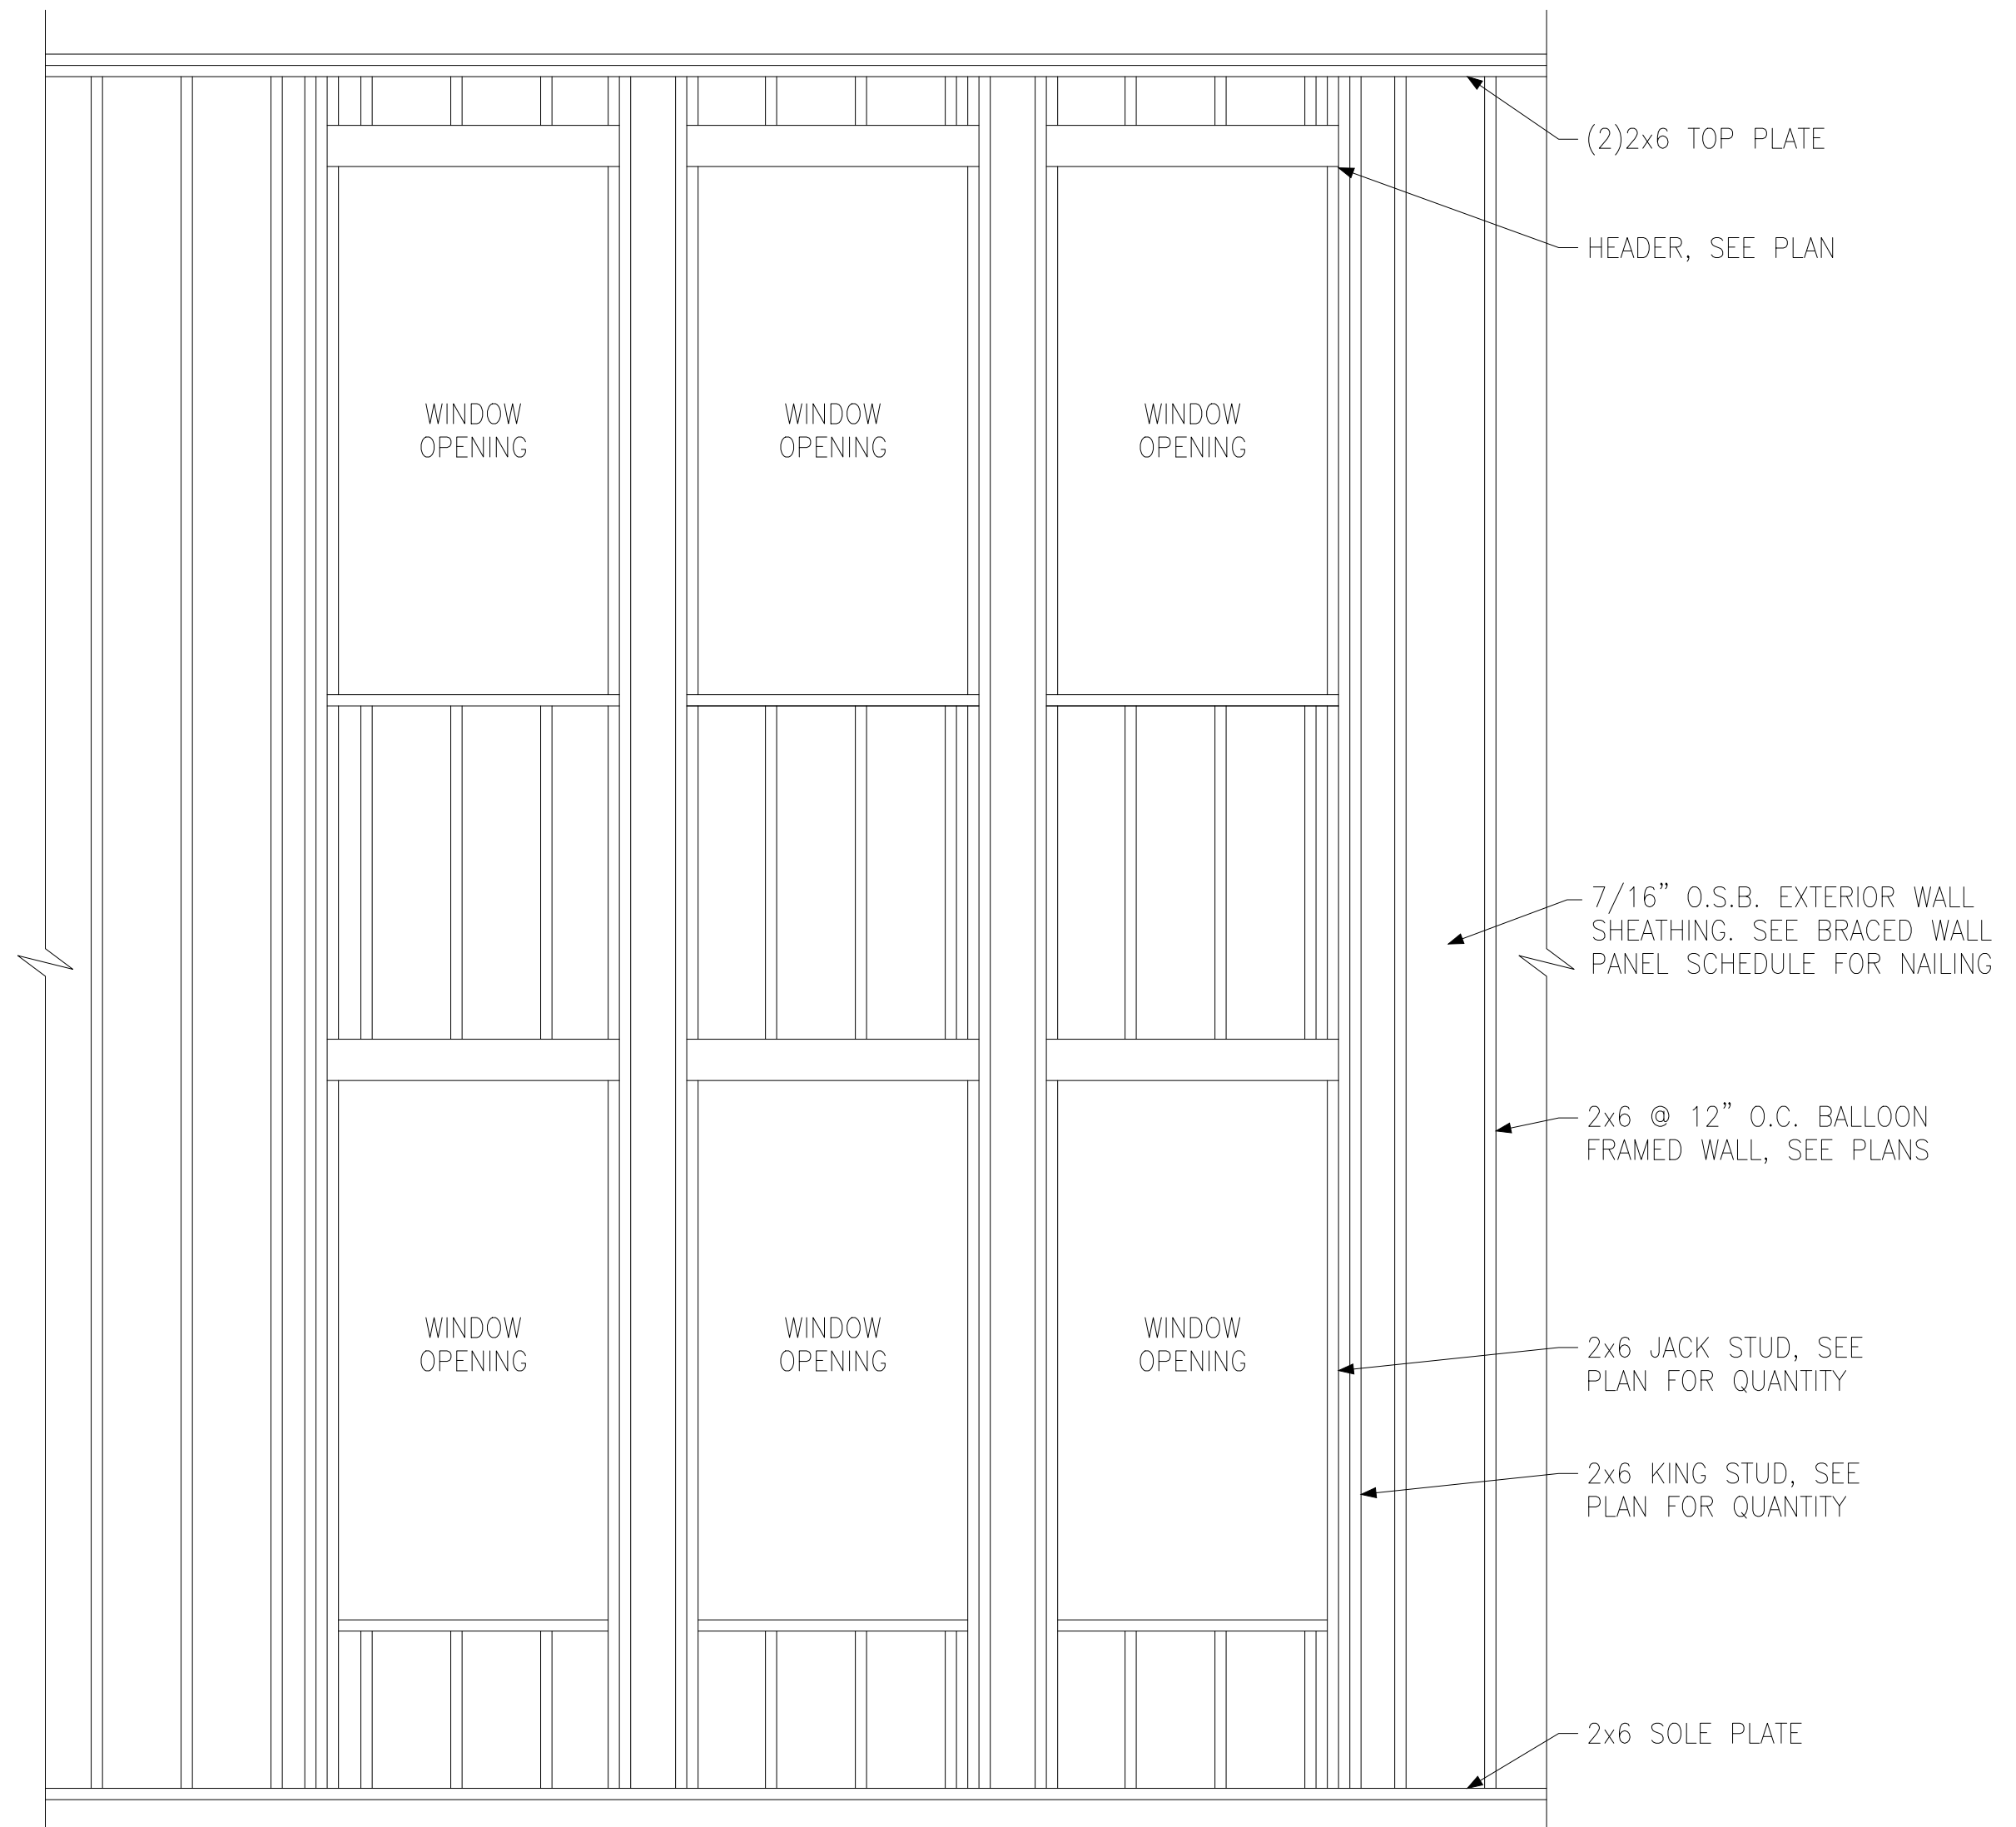 (2)2x6 TOP PLATE
HEADER, SEE PLAN
WINDOW
OPENING
WINDOW
OPENING
WINDOW
OPENING
7/16” O.S.B. EXTERIOR WALL
SHEATHING. SEE BRACED WALL
PANEL SCHEDULE FOR NAILING
2x6 @ 12” O.C. BALLOON
FRAMED WALL, SEE PLANS
WINDOW
OPENING
WINDOW
OPENING
WINDOW
OPENING
2x6 JACK STUD, SEE
PLAN FOR QUANTITY
2x6 KING STUD, SEE
PLAN FOR QUANTITY
2x6 SOLE PLATE